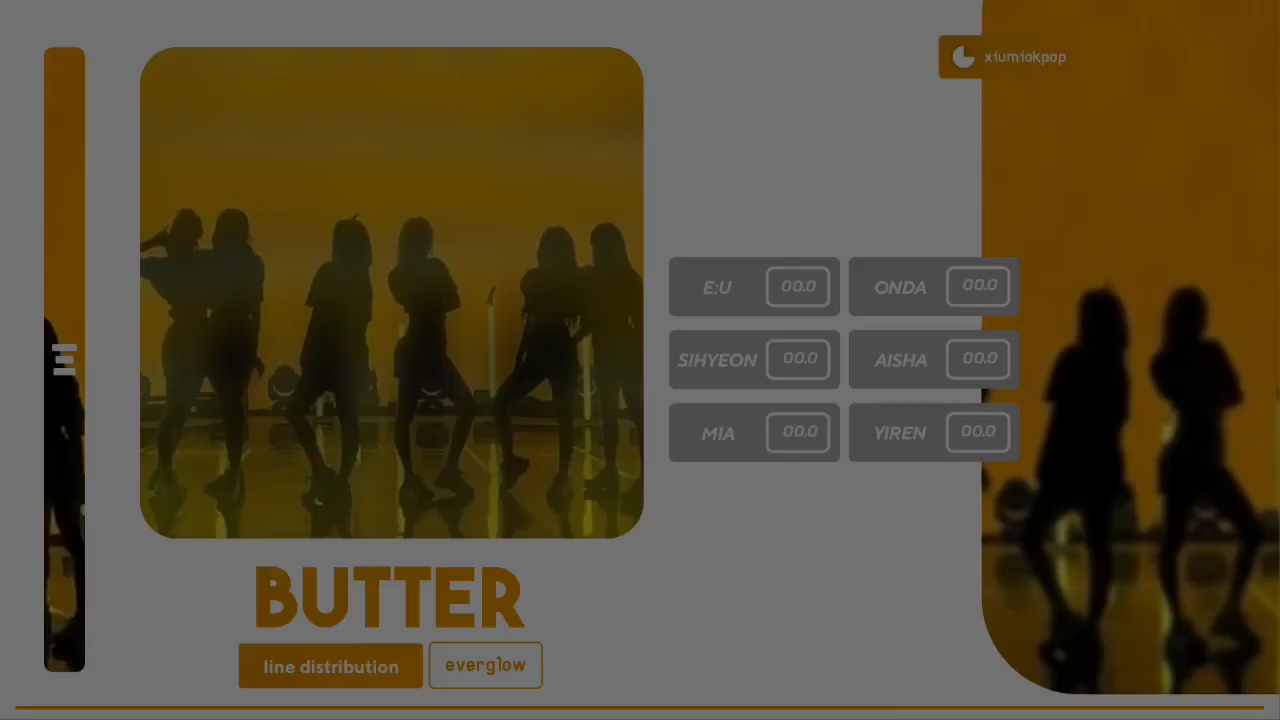 xiumiokpop
E:U 00.0 ONDA 00.0
SIHYEON 00.0 AISHA 00.0
MIA 00.0 YIREN 00.0
BUTTER
line distribution everglow